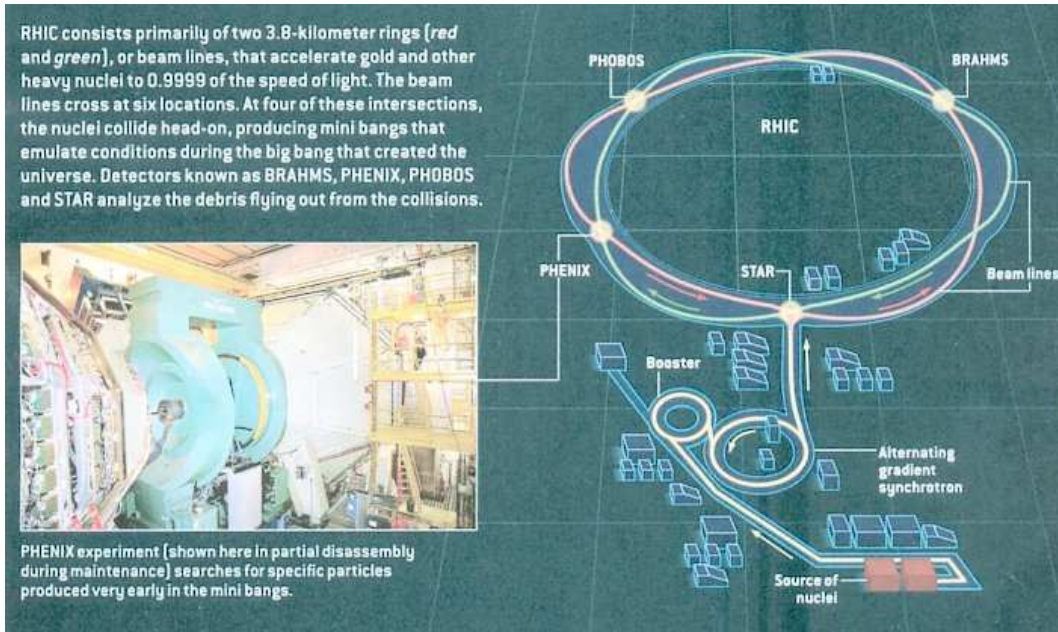 RHIC consists primarily of two 3.8-kilometer rings (red
and green), or beam lines, that accelerate gold and other
heavy nuclei to 0.9999 of the speed of light. The beam
lines cross at six locations. At four of these intersections,
the nuclei collide head-on, producing mini bangs that
emulate conditions during the big bang that created the
universe. Detectors known as BRAHMS, PHENIX, PHOBOS
and STAR analyze the debris flying out from the collisions.
PHOBOS
BRAHMS
RHIC
PHENIX
STAR
Beam lines
Booster
Alternating
gradient
synchrotron
Source of
nuclei
PHENIX experiment (shown here in partial disassembly
during maintenance) searches for specific particles
produced very early in the mini bangs.